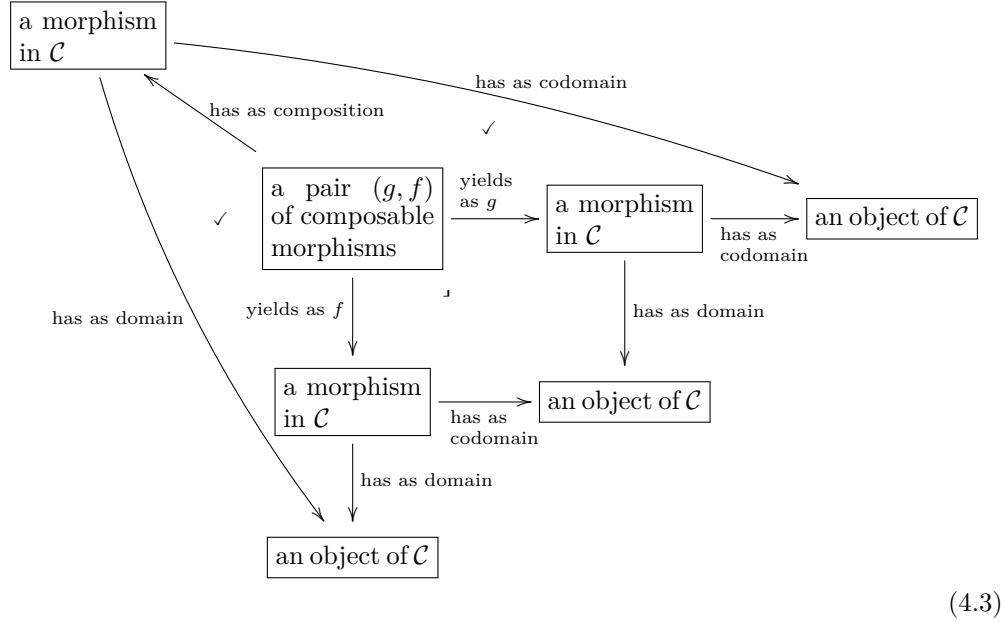 a morphism
in 𝒞
has as codomain
has as composition
✓
a pair (g, f)
of composable
morphisms
yields
as g
a morphism
in 𝒞
has as
codomain
an object of 𝒞
✓
⌟
yields as f
has as domain
has as domain
a morphism
in 𝒞
has as
codomain
an object of 𝒞
has as domain
an object of 𝒞
(4.3)